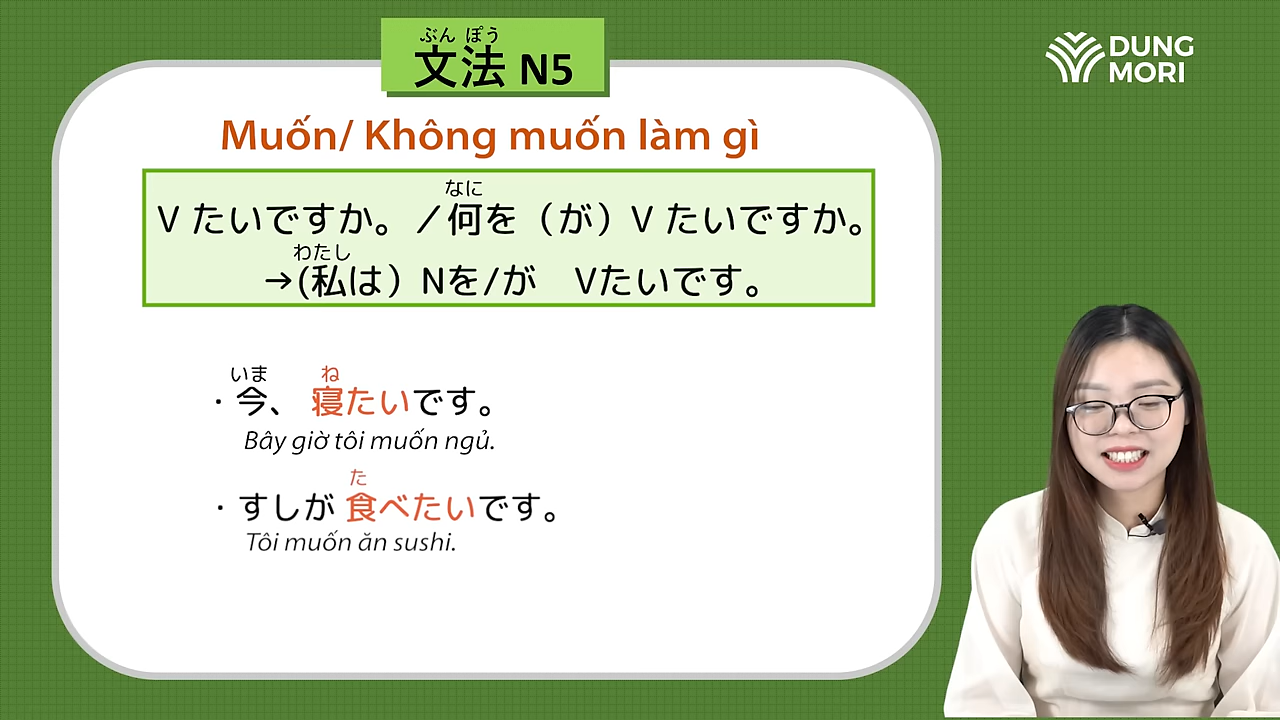 ぶん ぽう
文法 N5
DUNG
MORI
Muốn/ Không muốn làm gì
なに
V たいですか。／何を（が）V たいですか。
わたし
→(私は）Nを/が　Vたいです。
いま ね
・今、 寝たいです。
Bây giờ tôi muốn ngủ.
た
・すしが 食べたいです。
Tôi muốn ăn sushi.